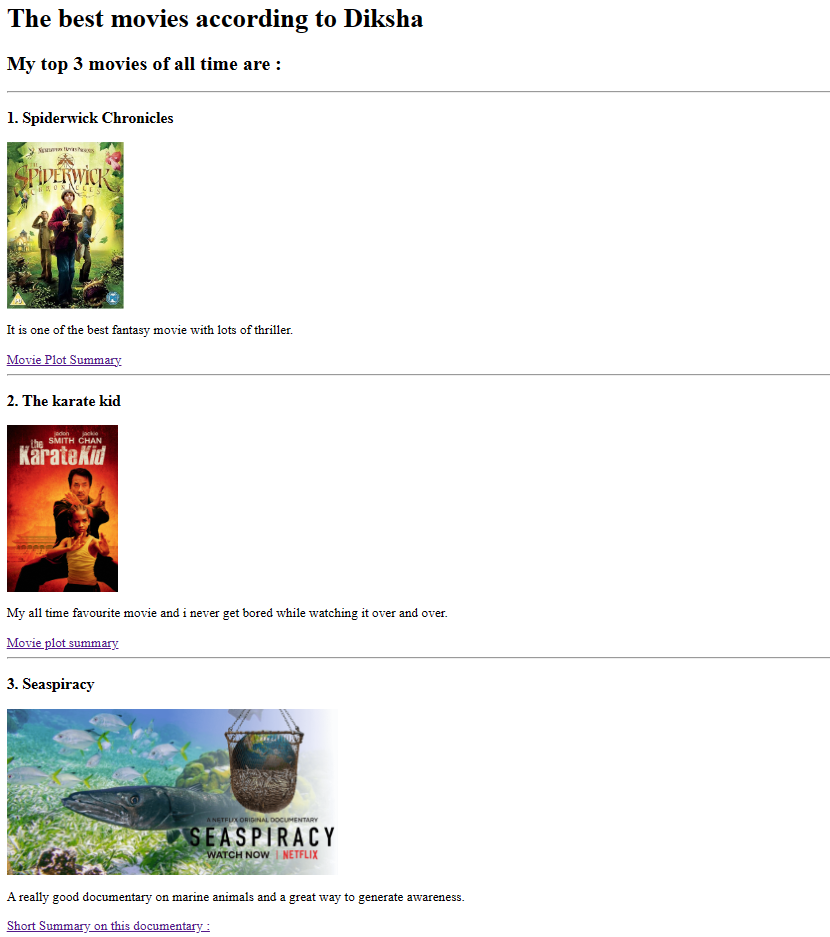 The best movies according to Diksha
My top 3 movies of all time are :
1. Spiderwick Chronicles
NICKELODEON MOVIES PRESENTS
THE
SPIDERWICK
CHRONICLES
It is one of the best fantasy movie with lots of thriller.
Movie Plot Summary
2. The karate kid
jaden jackie
SMITH CHAN
the
Karate Kid
My all time favourite movie and i never get bored while watching it over and over.
Movie plot summary
3. Seaspiracy
A NETFLIX ORIGINAL DOCUMENTARY
SEASPIRACY
WATCH NOW | NETFLIX
A really good documentary on marine animals and a great way to generate awareness.
Short Summary on this documentary :